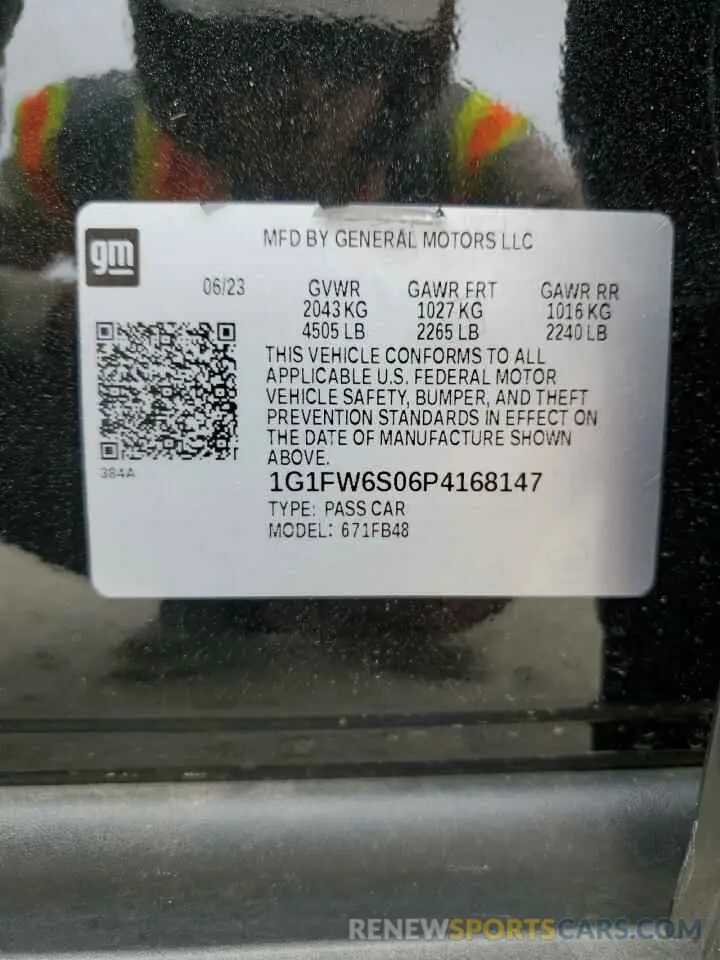 gm
MFD BY GENERAL MOTORS LLC
06/23 GVWR GAWR FRT GAWR RR
2043 KG 1027 KG 1016 KG
4505 LB 2265 LB 2240 LB
THIS VEHICLE CONFORMS TO ALL
APPLICABLE U.S. FEDERAL MOTOR
VEHICLE SAFETY, BUMPER, AND THEFT
PREVENTION STANDARDS IN EFFECT ON
THE DATE OF MANUFACTURE SHOWN
ABOVE.
384A
1G1FW6S06P4168147
TYPE: PASS CAR
MODEL: 671FB48
RENEWSPORTSCARS.COM